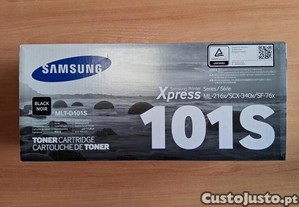 SAMSUNG
Samsung Printer
Xpress Series / Série
ML-216x/SCX-340x/SF-76x
BLACK
NOIR
MLT-D101S
101S
TONER CARTRIDGE
CARTOUCHE DE TONER
CustoJusto.pt